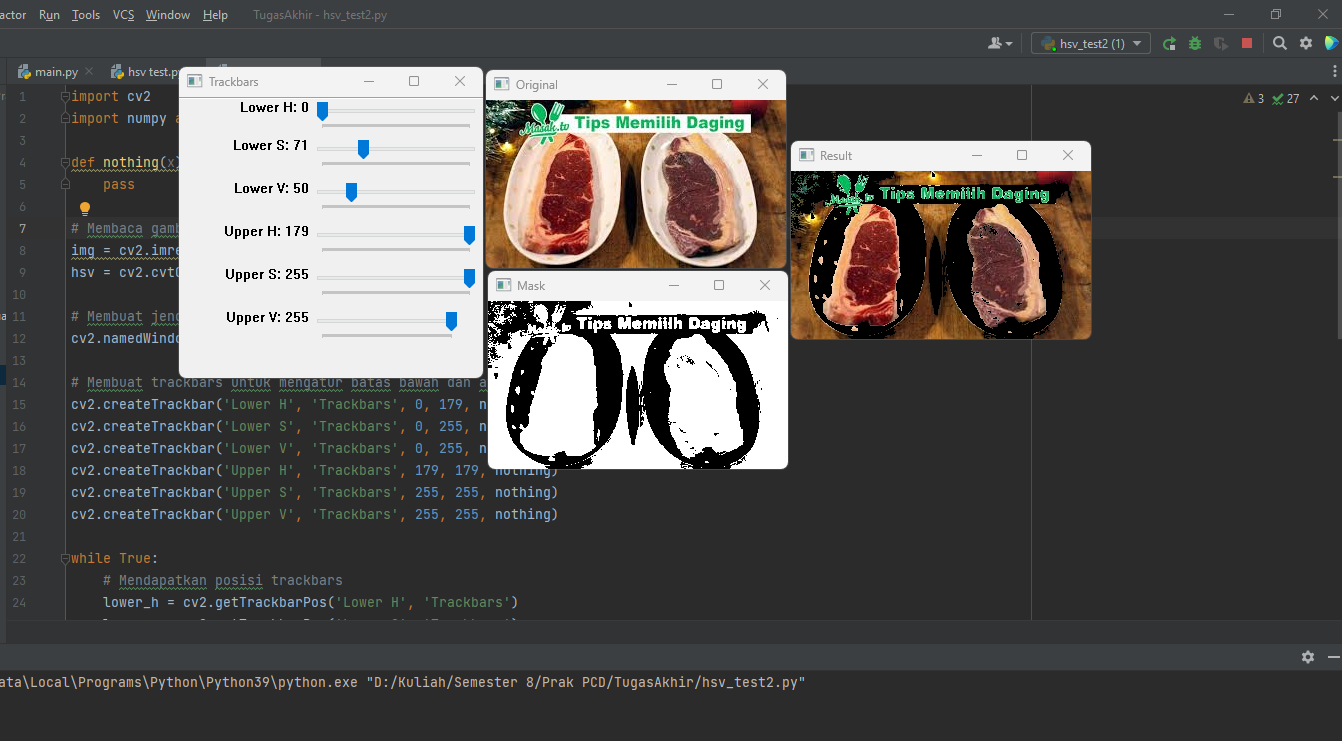 actor Run Tools VCS Window Help TugasAkhir - hsv_test2.py
hsv_test2 (1)
main.py hsv test.p
1 import cv2
2 import numpy a
3
4 def nothing(x)
5 pass
6
7 # Membaca gamb
8 img = cv2.imre
9 hsv = cv2.cvt
10
11 # Membuat jend
12 cv2.namedWind
13
14 # Membuat trackbars untuk mengatur batas bawah dan a
15 cv2.createTrackbar('Lower H', 'Trackbars', 0, 179, n
16 cv2.createTrackbar('Lower S', 'Trackbars', 0, 255, n
17 cv2.createTrackbar('Lower V', 'Trackbars', 0, 255, n
18 cv2.createTrackbar('Upper H', 'Trackbars', 179, 179, nothing)
19 cv2.createTrackbar('Upper S', 'Trackbars', 255, 255, nothing)
20 cv2.createTrackbar('Upper V', 'Trackbars', 255, 255, nothing)
21
22 while True:
23 # Mendapatkan posisi trackbars
24 lower_h = cv2.getTrackbarPos('Lower H', 'Trackbars')
3 27
Trackbars
Lower H: 0
Lower S: 71
Lower V: 50
Upper H: 179
Upper S: 255
Upper V: 255
Original
Masak.tv Tips Memilih Daging
Mask
Masak.tv Tips Memilih Daging
Result
Masak.tv Tips Memilih Daging
ata\Local\Programs\Python\Python39\python.exe "D:/Kuliah/Semester 8/Prak PCD/TugasAkhir/hsv_test2.py"